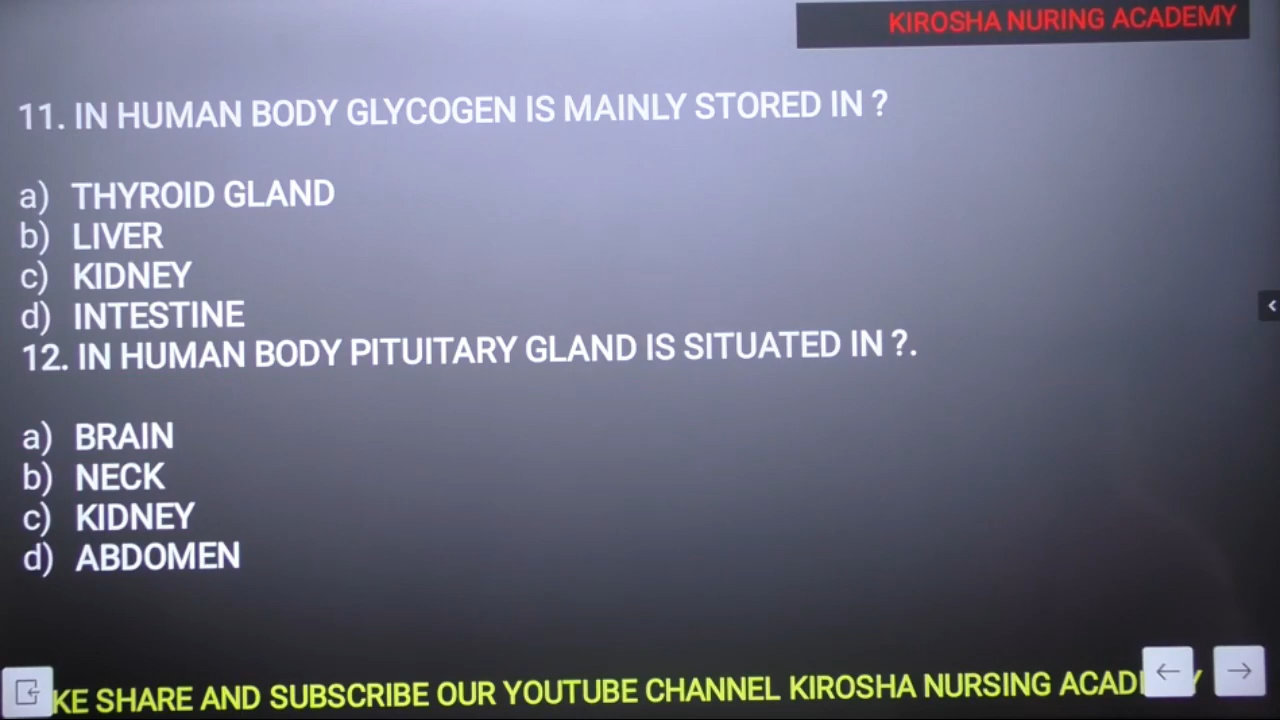 KIROSHA NURING ACADEMY
11. IN HUMAN BODY GLYCOGEN IS MAINLY STORED IN ?
a) THYROID GLAND
b) LIVER
c) KIDNEY
d) INTESTINE
12. IN HUMAN BODY PITUITARY GLAND IS SITUATED IN ?.
a) BRAIN
b) NECK
c) KIDNEY
d) ABDOMEN
KE SHARE AND SUBSCRIBE OUR YOUTUBE CHANNEL KIROSHA NURSING